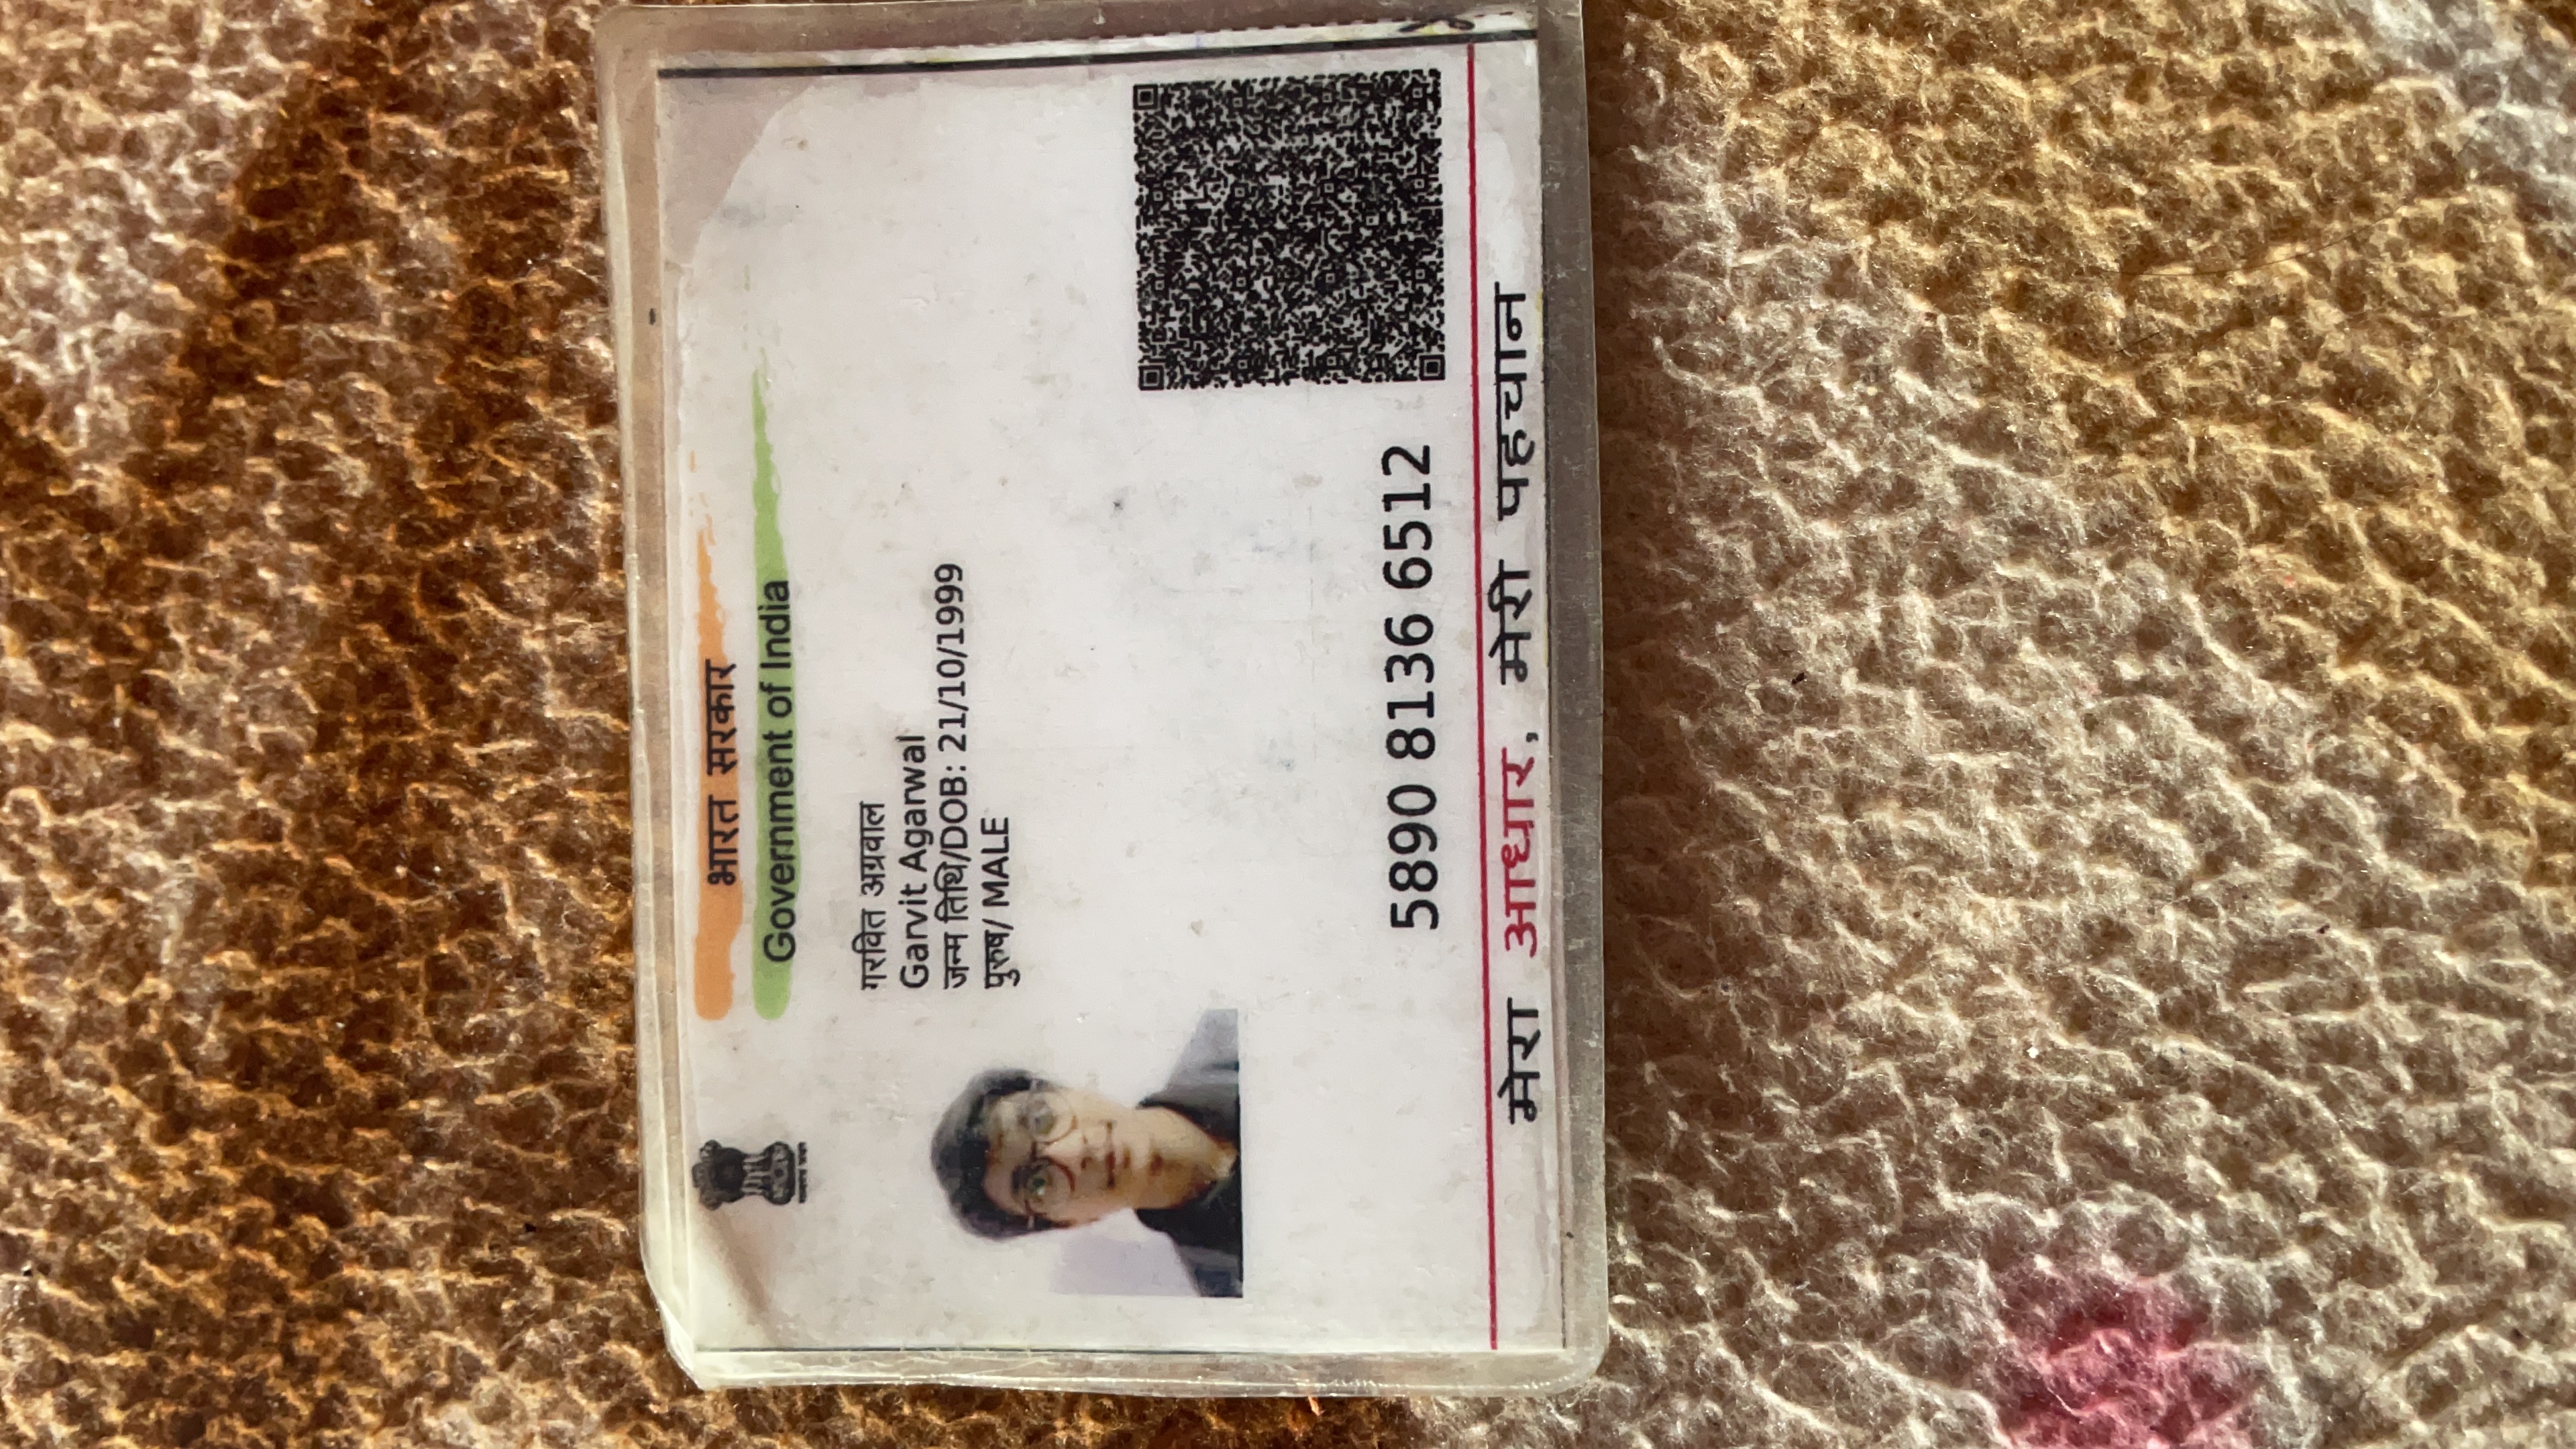 भारत सरकार
Government of India
गरवित अग्रवाल
Garvit Agarwal
जन्म तिथि/DOB: 21/10/1999
पुरुष/ MALE
5890 8136 6512
मेरा आधार, मेरी पहचान